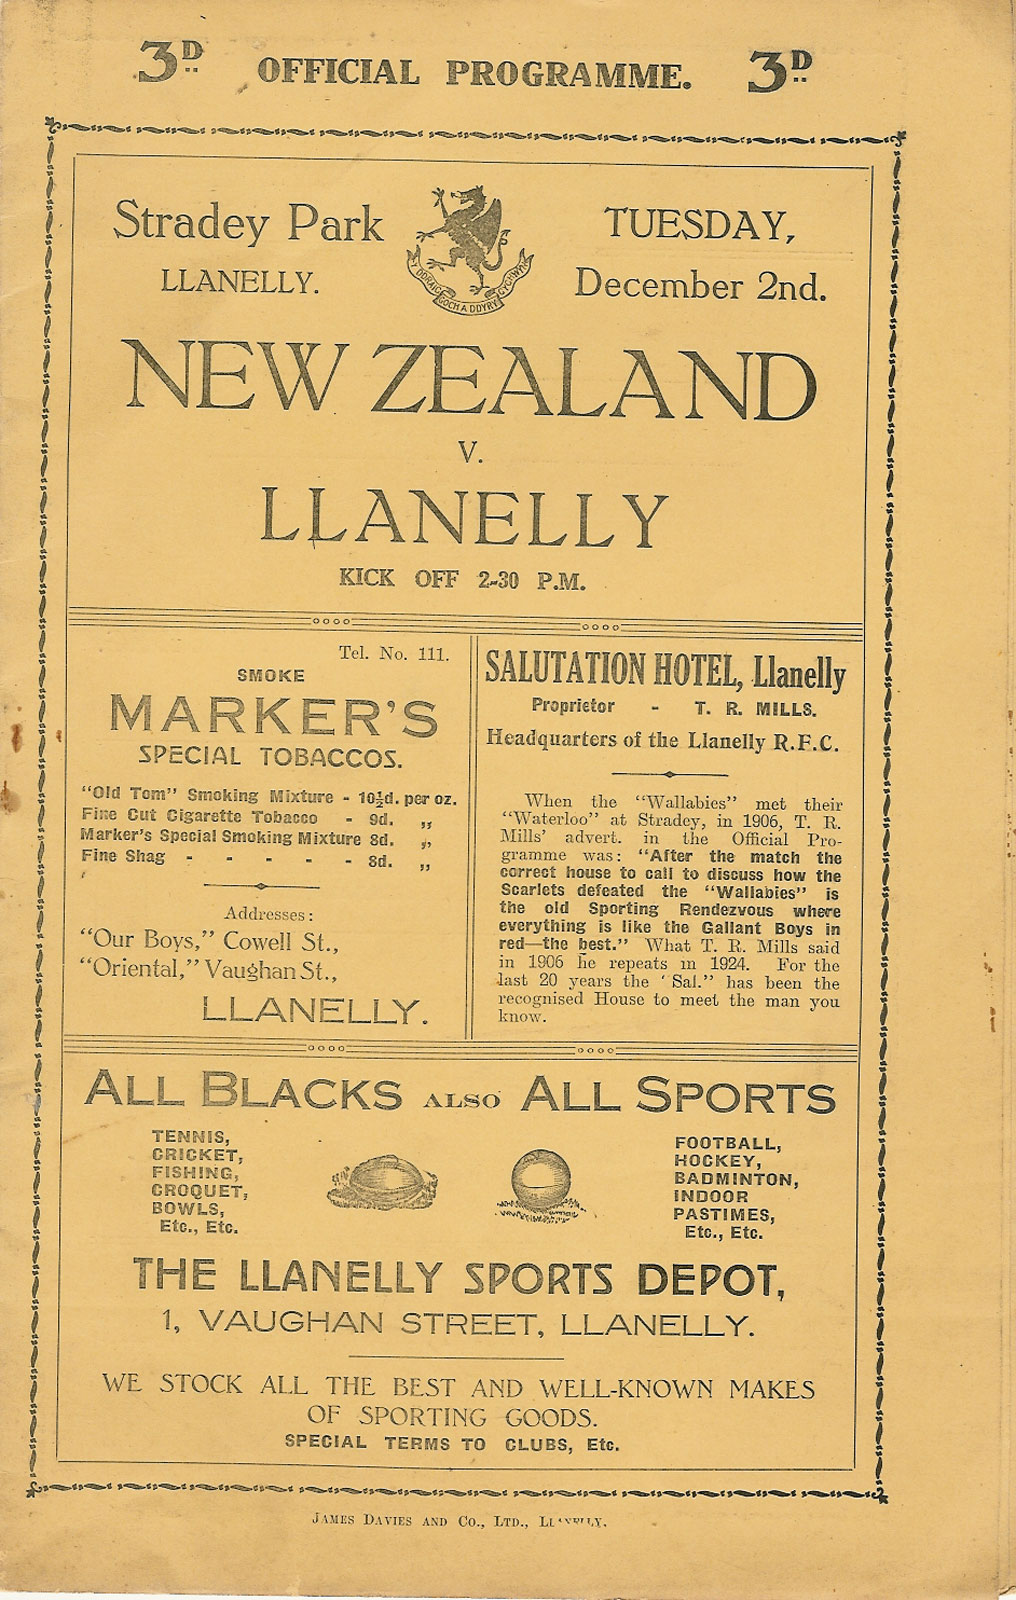 3D OFFICIAL PROGRAMME. 3D
Stradey Park
LLANELLY.
Y DDRAIG GOCH A DDYRY CYCHWYN
TUESDAY,
December 2nd.
NEW ZEALAND
V.
LLANELLY
KICK OFF 2-30 P.M.
Tel. No. 111.
SMOKE
MARKER'S
SPECIAL TOBACCOS.
"Old Tom" Smoking Mixture - 10½d. per oz.
Fine Cut Cigarette Tobacco - 9d. „
Marker's Special Smoking Mixture 8d. „
Fine Shag - - - - - 8d. „
Addresses:
"Our Boys," Cowell St.,
"Oriental," Vaughan St.,
LLANELLY.
SALUTATION HOTEL, Llanelly
Proprietor - T. R. MILLS.
Headquarters of the Llanelly R.F.C.
When the "Wallabies" met their
"Waterloo" at Stradey, in 1906, T. R.
Mills' advert. in the Official Pro-
gramme was: "After the match the
correct house to call to discuss how the
Scarlets defeated the "Wallabies" is
the old Sporting Rendezvous where
everything is like the Gallant Boys in
red—the best." What T. R. Mills said
in 1906 he repeats in 1924. For the
last 20 years the "Sal." has been the
recognised House to meet the man you
know.
ALL BLACKS ALSO ALL SPORTS
TENNIS,
CRICKET,
FISHING,
CROQUET,
BOWLS,
Etc., Etc.
FOOTBALL,
HOCKEY,
BADMINTON,
INDOOR
PASTIMES,
Etc., Etc.
THE LLANELLY SPORTS DEPOT,
1, VAUGHAN STREET, LLANELLY.
WE STOCK ALL THE BEST AND WELL-KNOWN MAKES
OF SPORTING GOODS.
SPECIAL TERMS TO CLUBS, Etc.
JAMES DAVIES AND CO., LTD., LLANELLY.